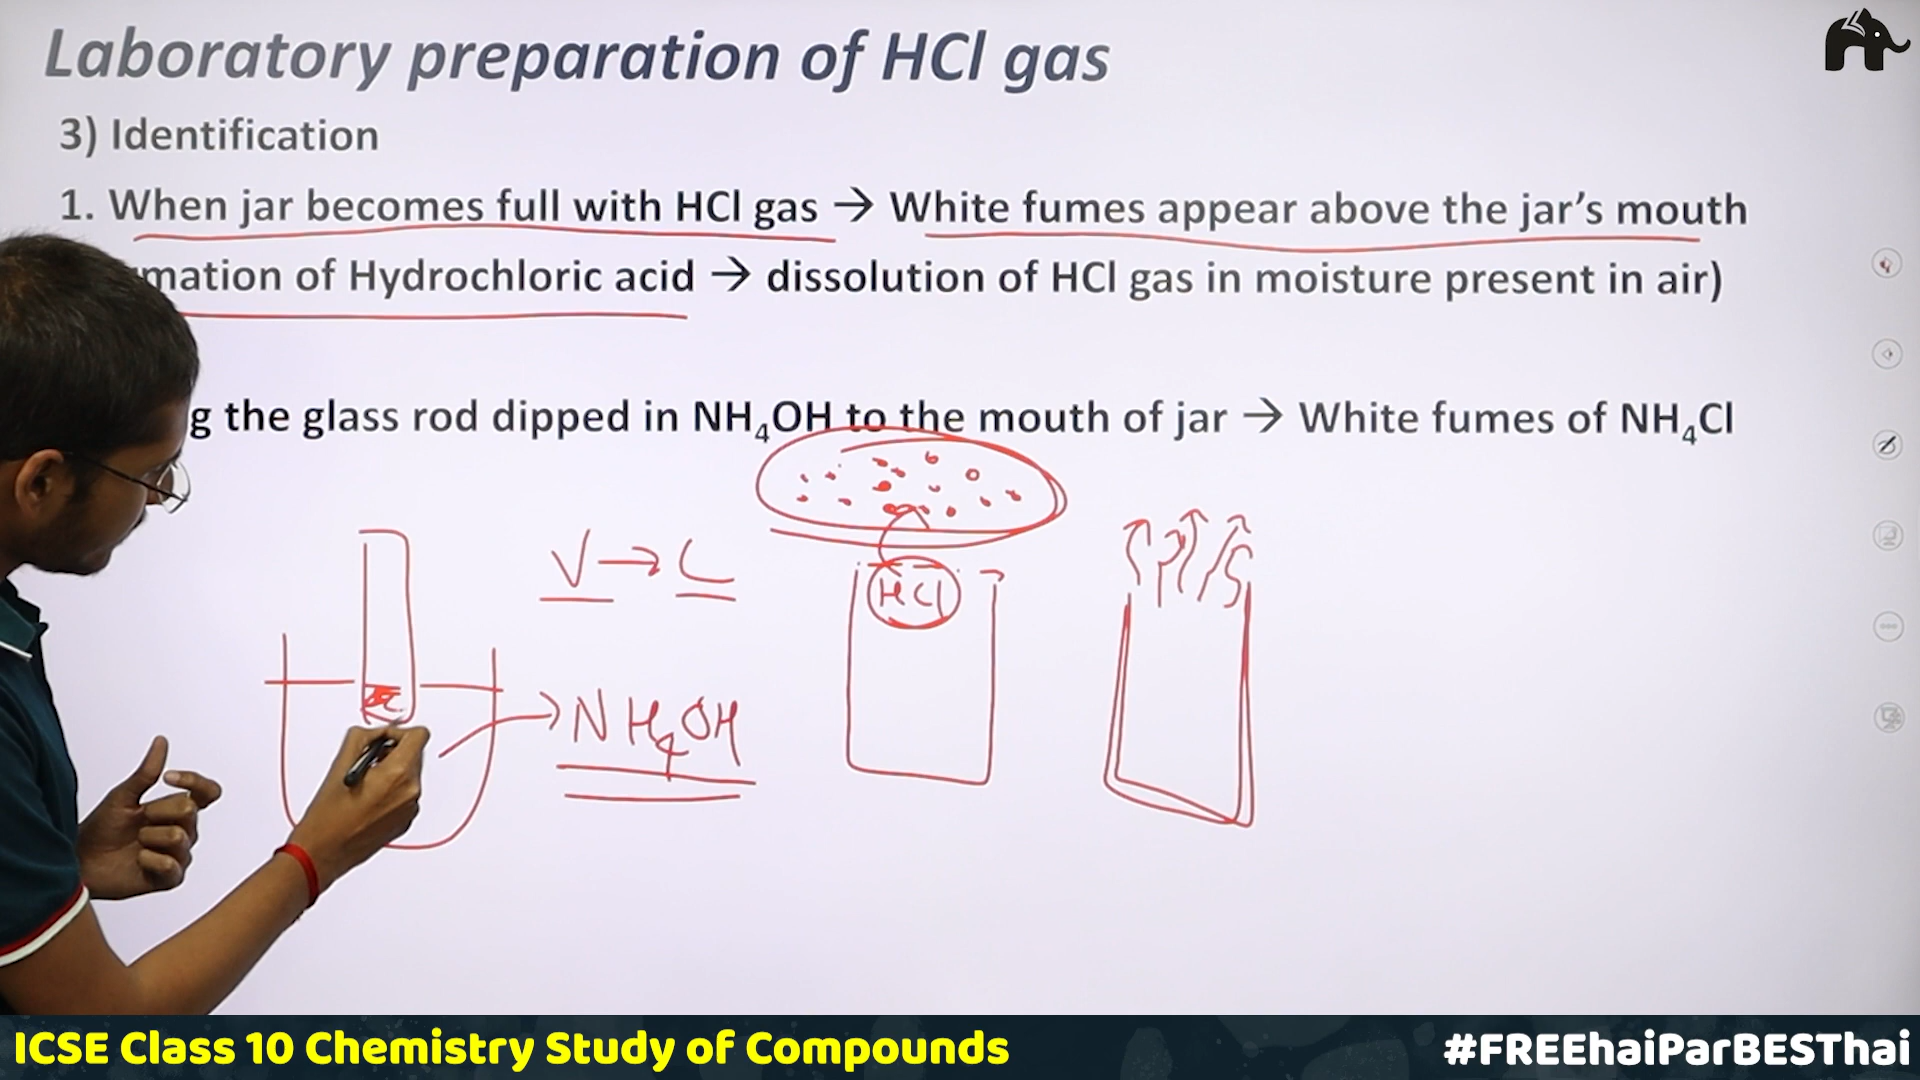 Laboratory preparation of HCl gas
3) Identification
1. When jar becomes full with HCl gas → White fumes appear above the jar's mouth
mation of Hydrochloric acid → dissolution of HCl gas in moisture present in air)
g the glass rod dipped in NH₄OH to the mouth of jar → White fumes of NH₄Cl
V → L
HCl
NH₄OH
ICSE Class 10 Chemistry Study of Compounds
#FREEhaiParBESThai